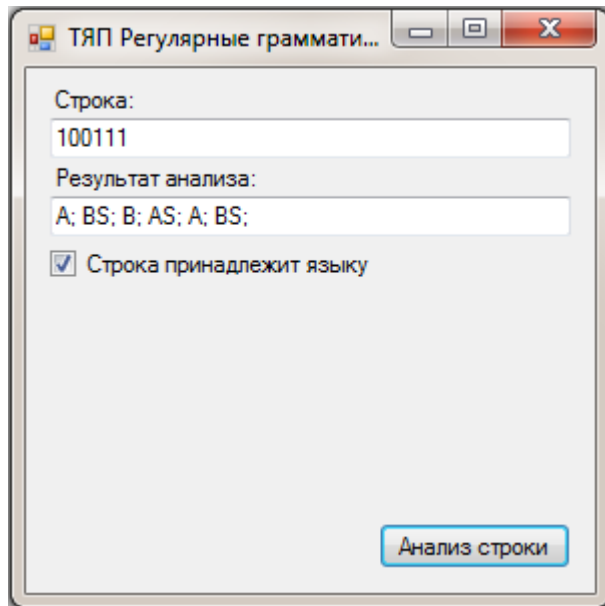 ТЯП Регулярные граммати...
Строка:
100111
Результат анализа:
A; BS; B; AS; A; BS;
Строка принадлежит языку
Анализ строки